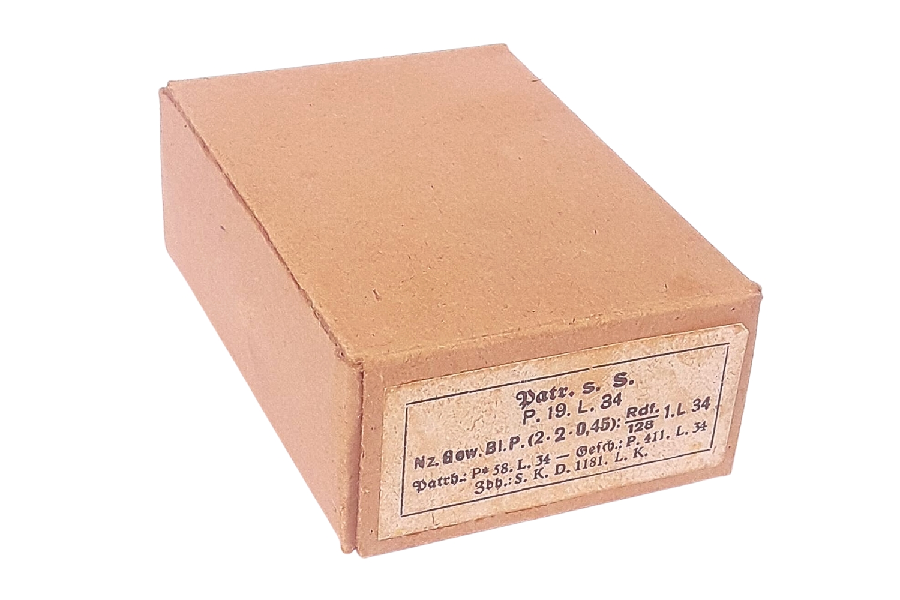 Patr. s. S.
P. 19. L. 34
Nz. Gew. Bl. P. (2·2·0,45): Rdf./128 1. L 34
Patrh.: P* 58. L. 34 — Gesch.: P. 411. L. 34
Zdh.: S. K. D. 1181. L. K.